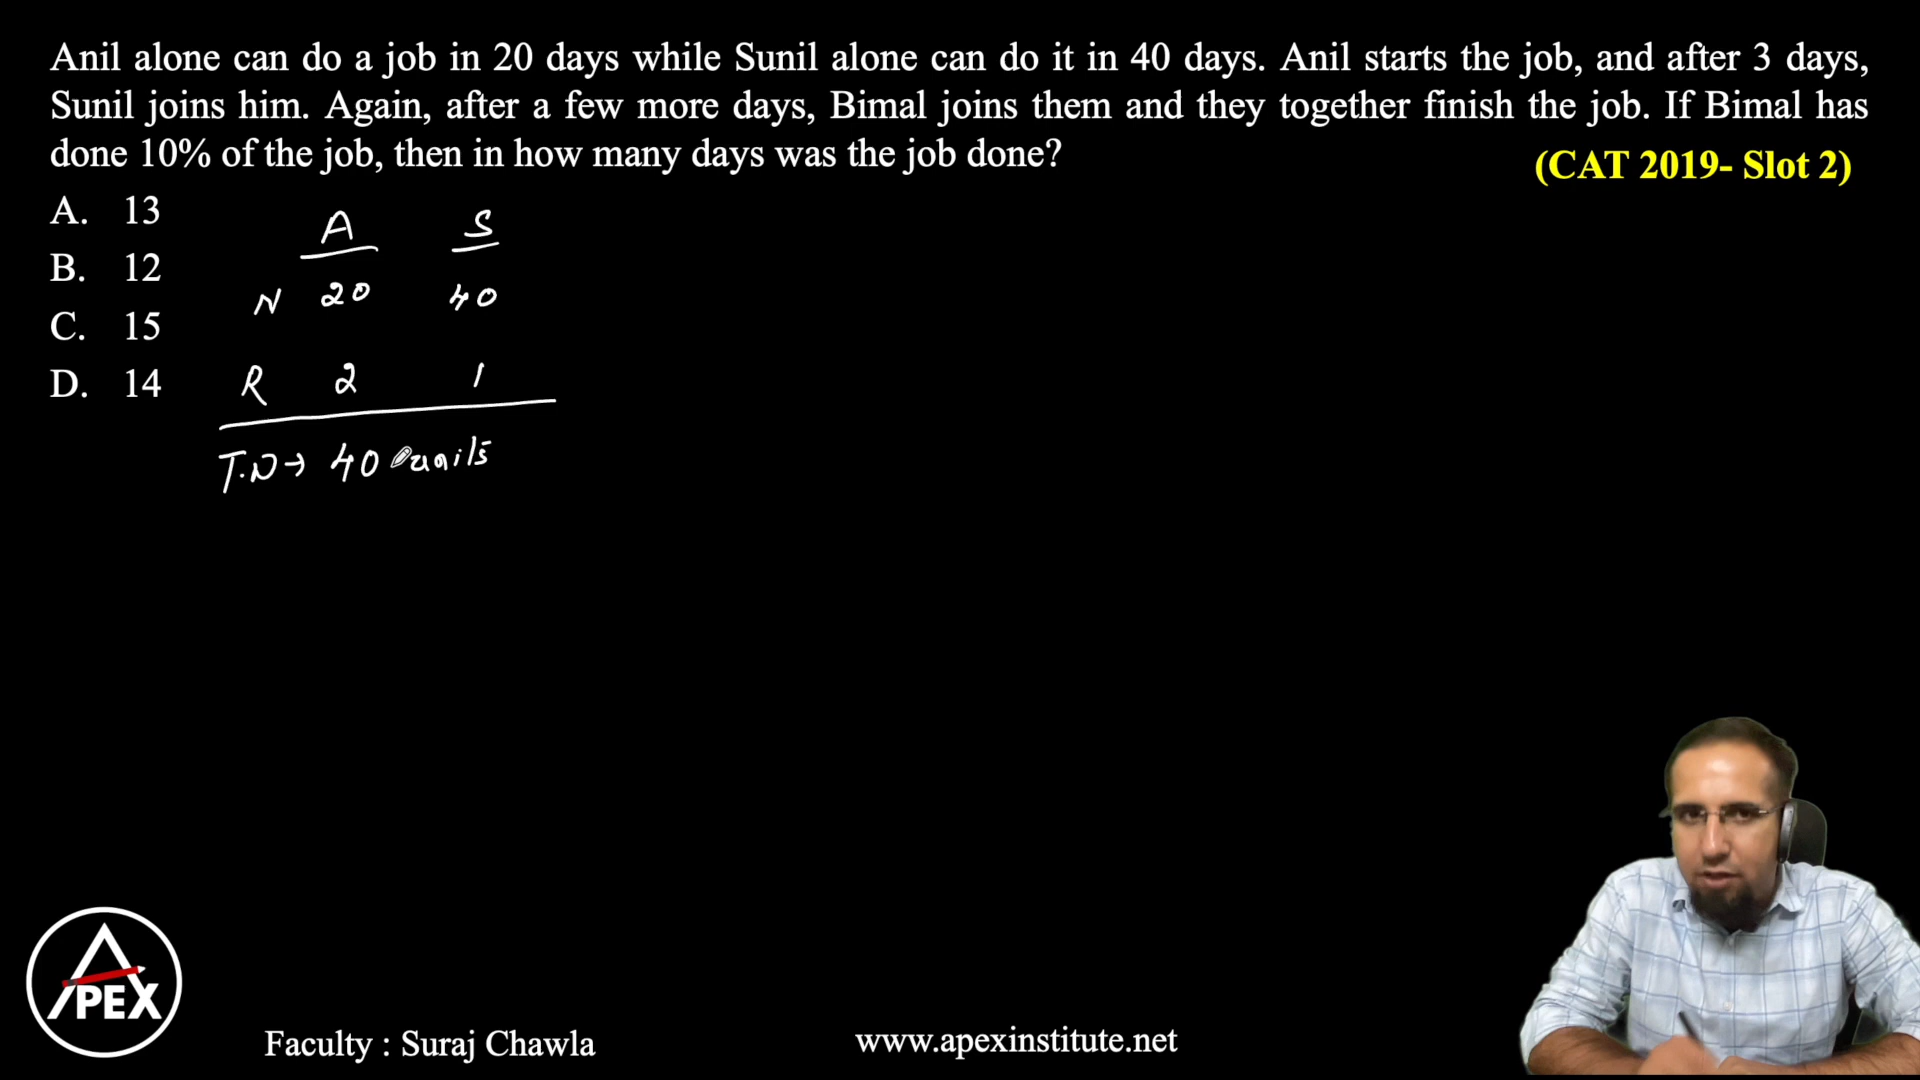 Anil alone can do a job in 20 days while Sunil alone can do it in 40 days. Anil starts the job, and after 3 days,
Sunil joins him. Again, after a few more days, Bimal joins them and they together finish the job. If Bimal has
done 10% of the job, then in how many days was the job done?
(CAT 2019- Slot 2)
A. 13
B. 12
C. 15
D. 14
A S
N 20 40
R 2 1
T.W → 40 units
APEX
Faculty : Suraj Chawla
www.apexinstitute.net